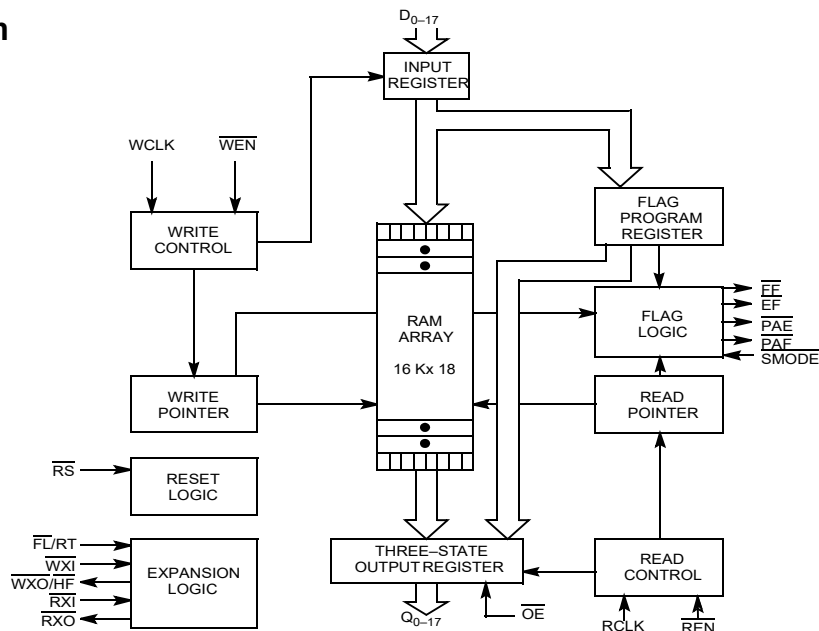 n
D0–17
INPUT
REGISTER
WCLK
WEN
WRITE
CONTROL
FLAG
PROGRAM
REGISTER
FF
EF
PAE
PAF
SMODE
FLAG
LOGIC
RAM
ARRAY
16 Kx 18
WRITE
POINTER
READ
POINTER
RS
RESET
LOGIC
FL/RT
WXI
WXO/HF
RXI
RXO
EXPANSION
LOGIC
THREE–STATE
OUTPUT REGISTER
READ
CONTROL
Q0–17
OE
RCLK
REN